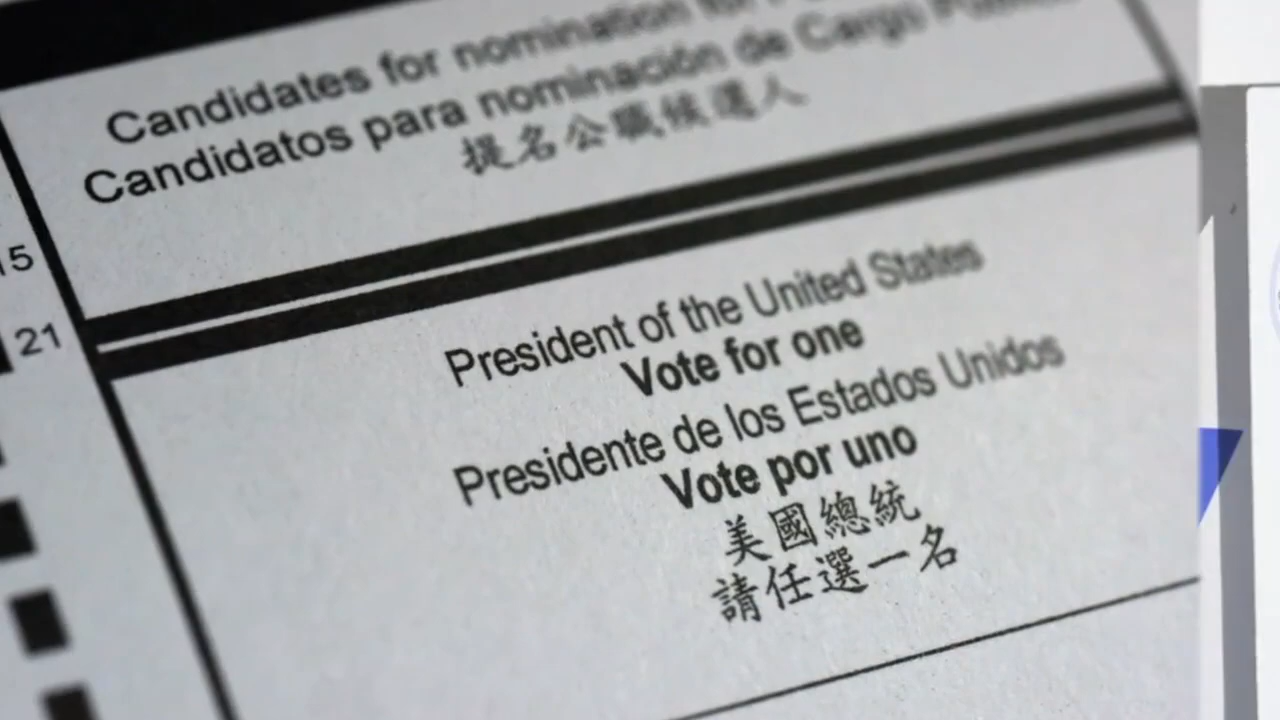 Candidates for nomination for
Candidatos para nominación de Cargo
提名公職候選人
15
21
President of the United States
Vote for one
Presidente de los Estados Unidos
Vote por uno
美國總統
請任選一名